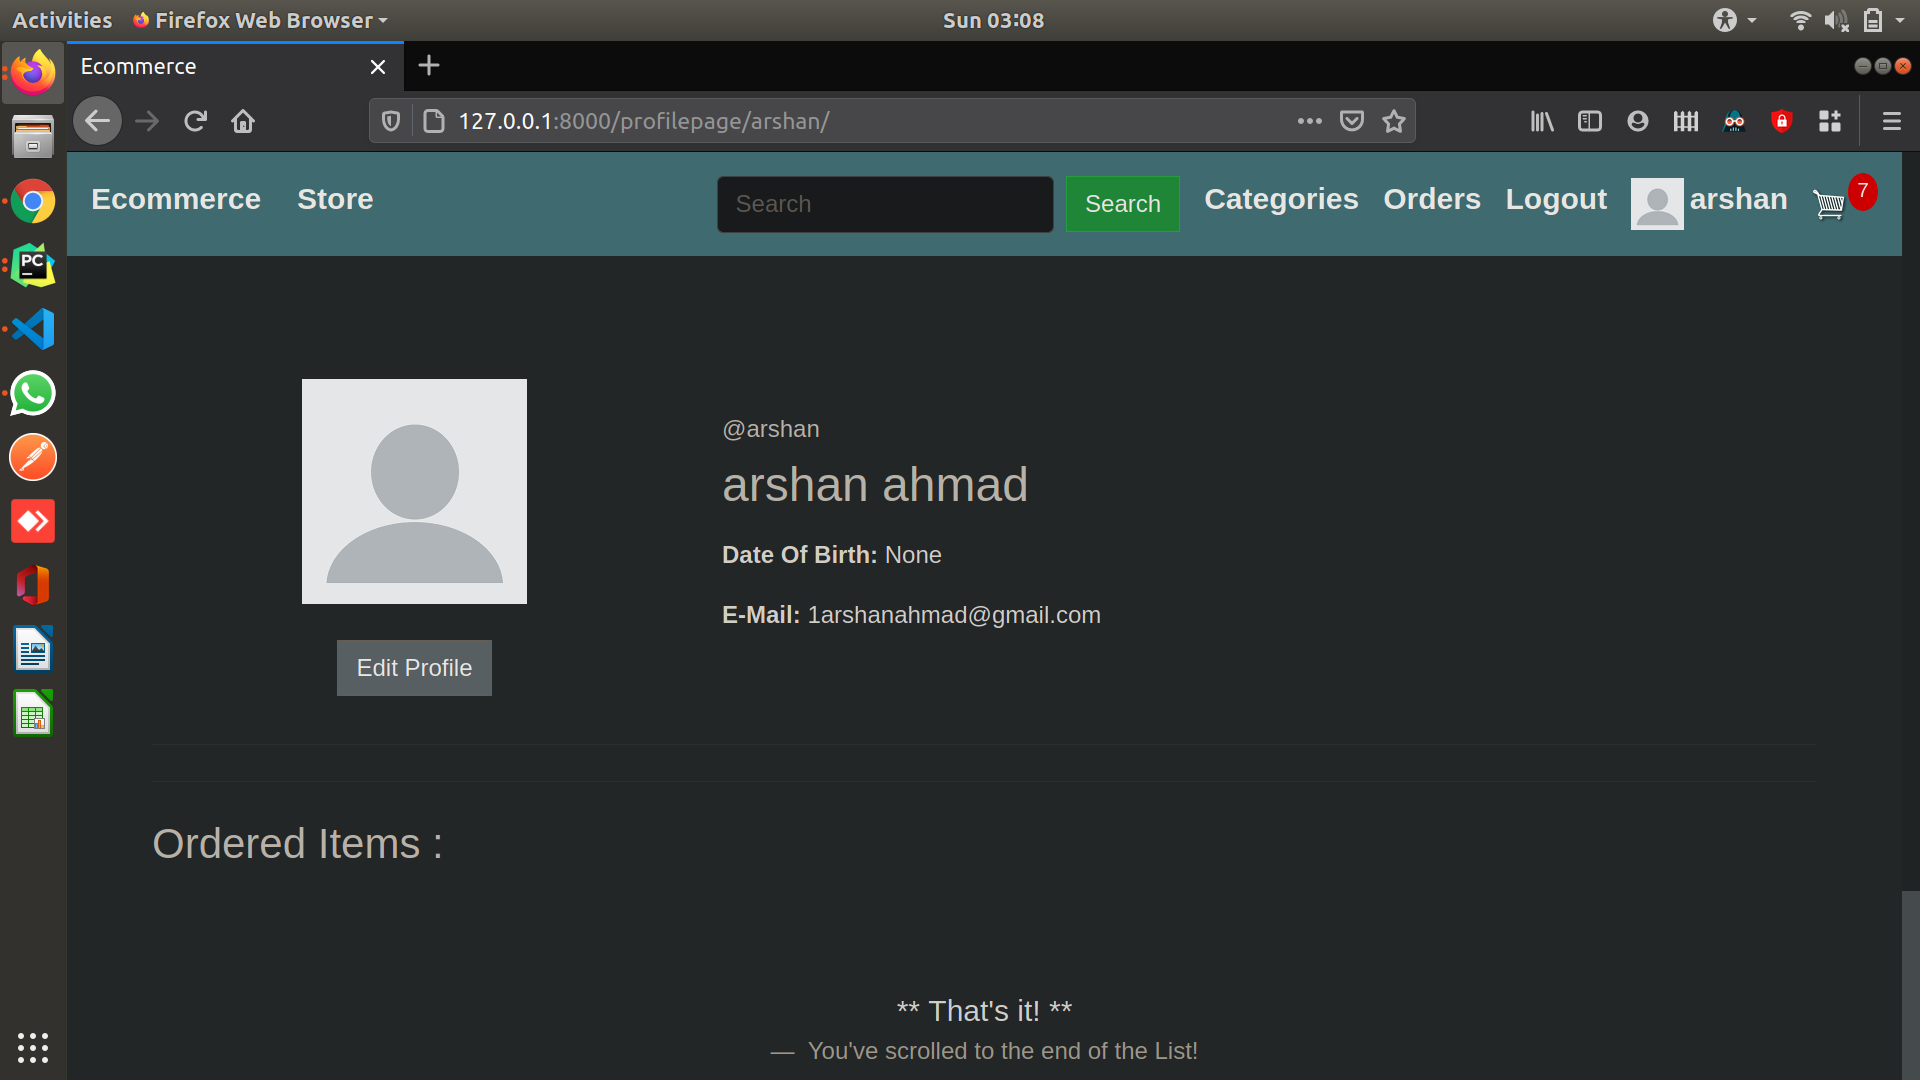 Activities Firefox Web Browser Sun 03:08
Ecommerce
127.0.0.1:8000/profilepage/arshan/
Ecommerce Store Search Search Categories Orders Logout arshan 7
PC
@arshan
arshan ahmad
Date Of Birth: None
E-Mail: 1arshanahmad@gmail.com
Edit Profile
Ordered Items :
** That's it! **
— You've scrolled to the end of the List!